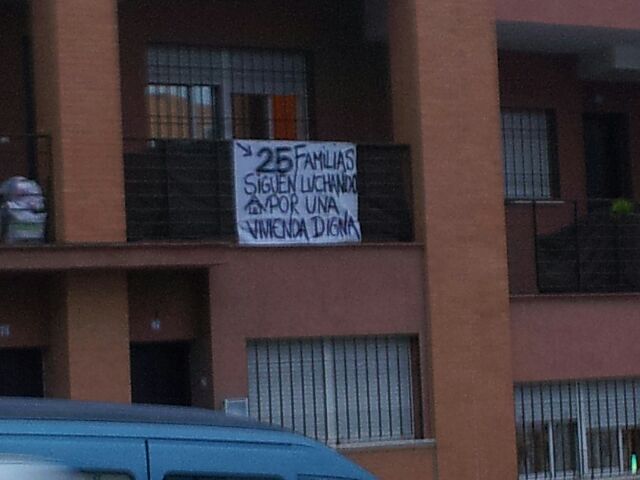 25 FAMILIAS
SIGUEN LUCHANDO
POR UNA
VIVIENDA DIGNA